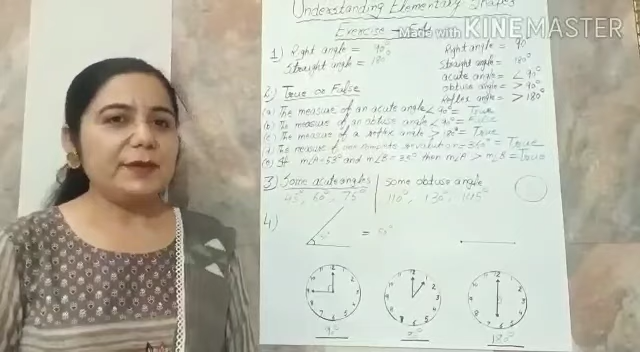 Understanding Elementary Shapes
Exercise -
Made with KINEMASTER
1) Right angle = 90°
Straight angle = 180°
Right angle = 90
Straight angle = 180°
acute angle = < 90°
obtuse angle = > 90°
Reflex angle = > 180°
2) True or False
(a) The measure of an acute angle < 90° = True
(b) The measure of an obtuse angle < 90° = False
(c) The measure of a reflex angle > 180° = True
(d) The measure of one complete revolution = 360° = True
(e) If m∠A = 53° and m∠B = 35° then m∠A > m∠B = True
3) Some acute angles
45°, 60°, 75°
some obtuse angle
110°, 130°,
4)
90°
180°